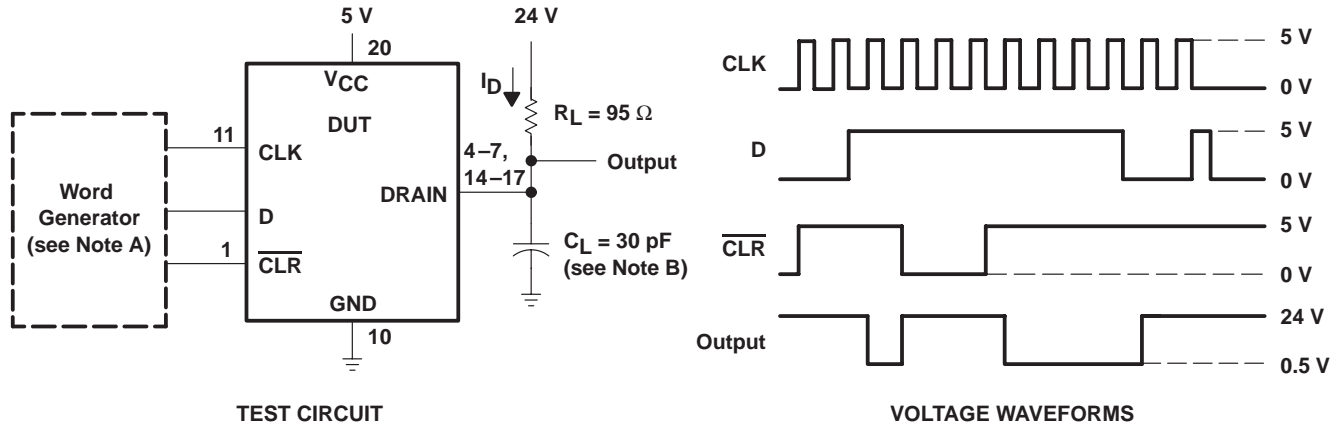 5 V
24 V
20
VCC
DUT
ID
RL = 95 Ω
11
CLK
4–7,
14–17
Output
DRAIN
Word
Generator
(see Note A)
D
1
CLR
CL = 30 pF
(see Note B)
GND
10
TEST CIRCUIT
CLK
5 V
0 V
D
5 V
0 V
CLR
5 V
0 V
Output
24 V
0.5 V
VOLTAGE WAVEFORMS